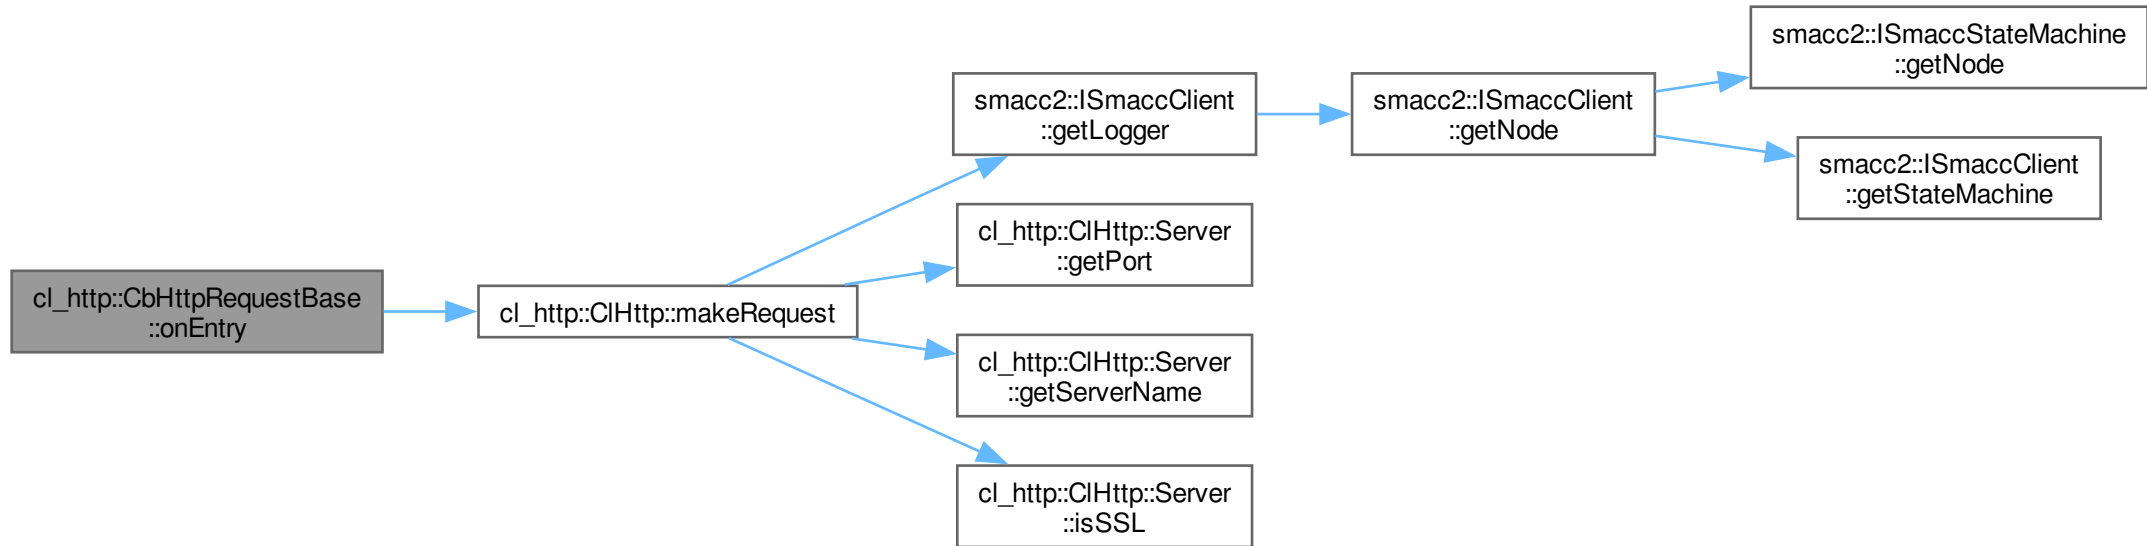 cl_http::CbHttpRequestBase
::onEntry
cl_http::ClHttp::makeRequest
smacc2::ISmaccClient
::getLogger
cl_http::ClHttp::Server
::getPort
cl_http::ClHttp::Server
::getServerName
cl_http::ClHttp::Server
::isSSL
smacc2::ISmaccClient
::getNode
smacc2::ISmaccStateMachine
::getNode
smacc2::ISmaccClient
::getStateMachine